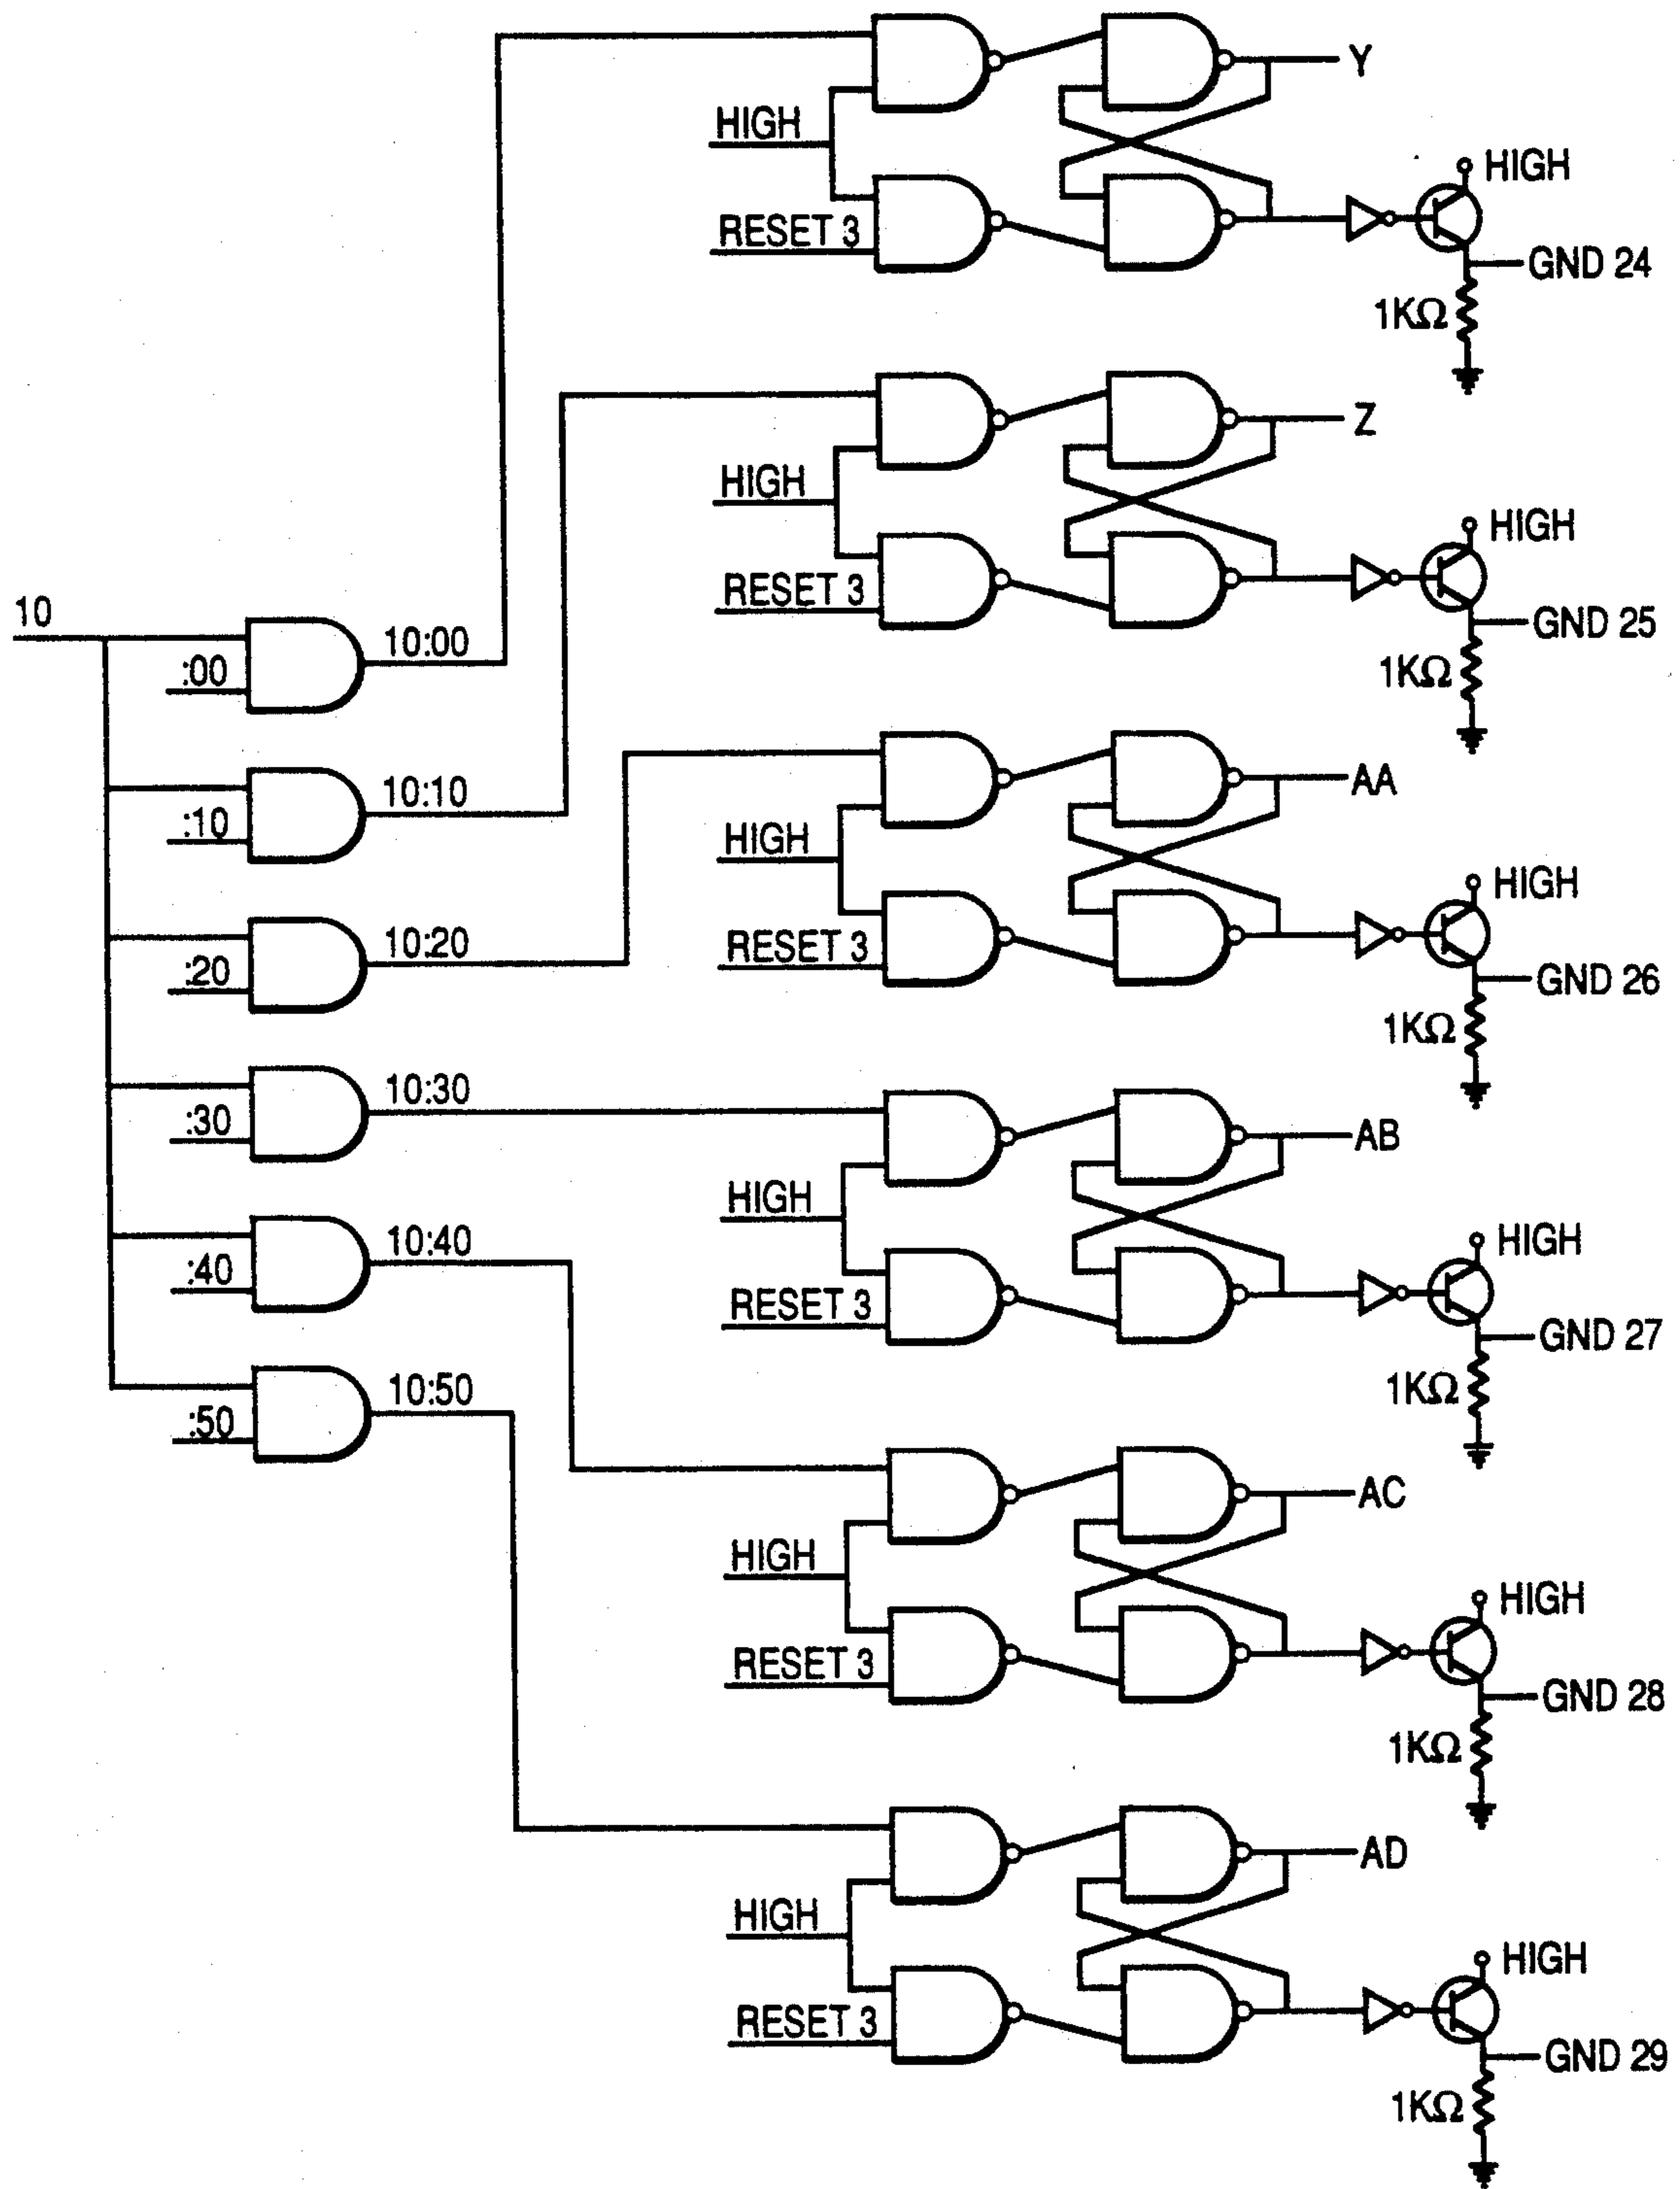 Y
HIGH
HIGH
RESET 3
GND 24
1KΩ
Z
HIGH
HIGH
RESET 3
GND 25
1KΩ
10
:00
10:00
:10
10:10
:20
10:20
:30
10:30
:40
10:40
:50
10:50
AA
HIGH
HIGH
RESET 3
GND 26
1KΩ
AB
HIGH
HIGH
RESET 3
GND 27
1KΩ
AC
HIGH
HIGH
RESET 3
GND 28
1KΩ
AD
HIGH
HIGH
RESET 3
GND 29
1KΩ